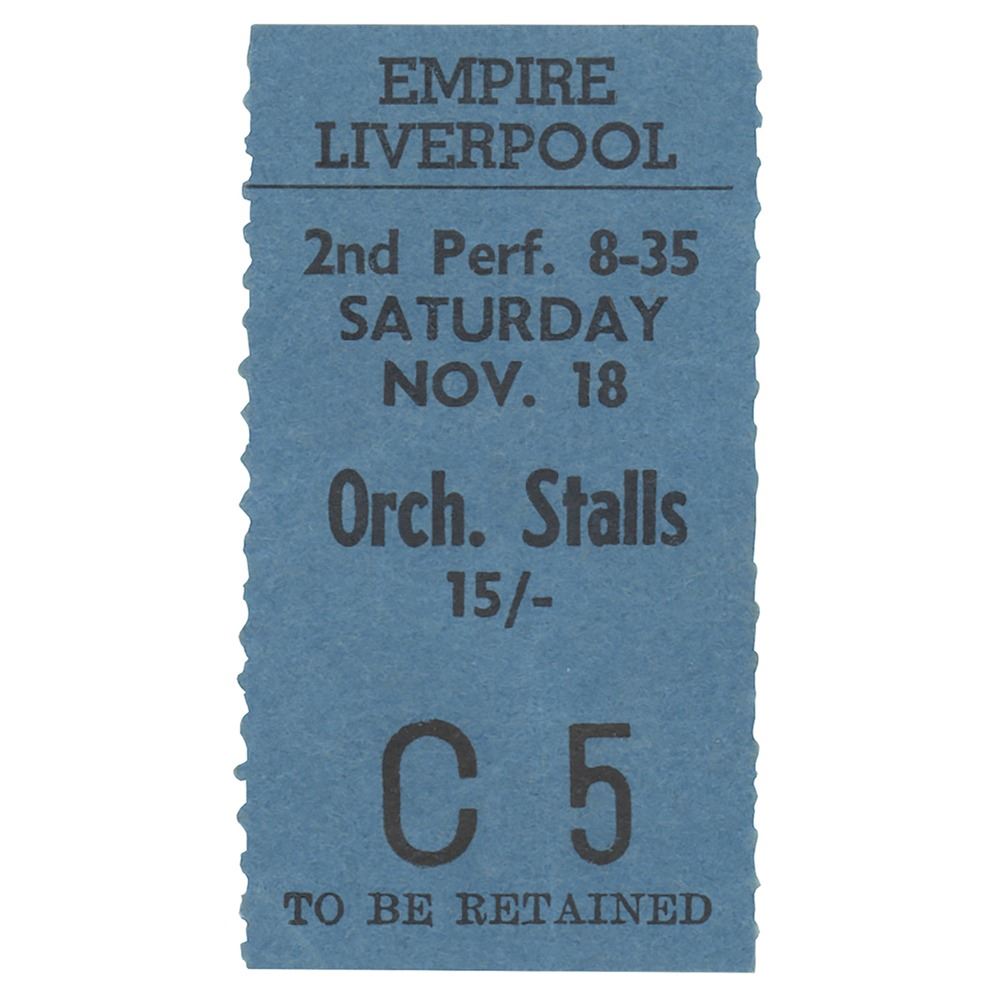 EMPIRE
LIVERPOOL
2nd Perf. 8-35
SATURDAY
NOV. 18
Orch. Stalls
15/-
C 5
TO BE RETAINED